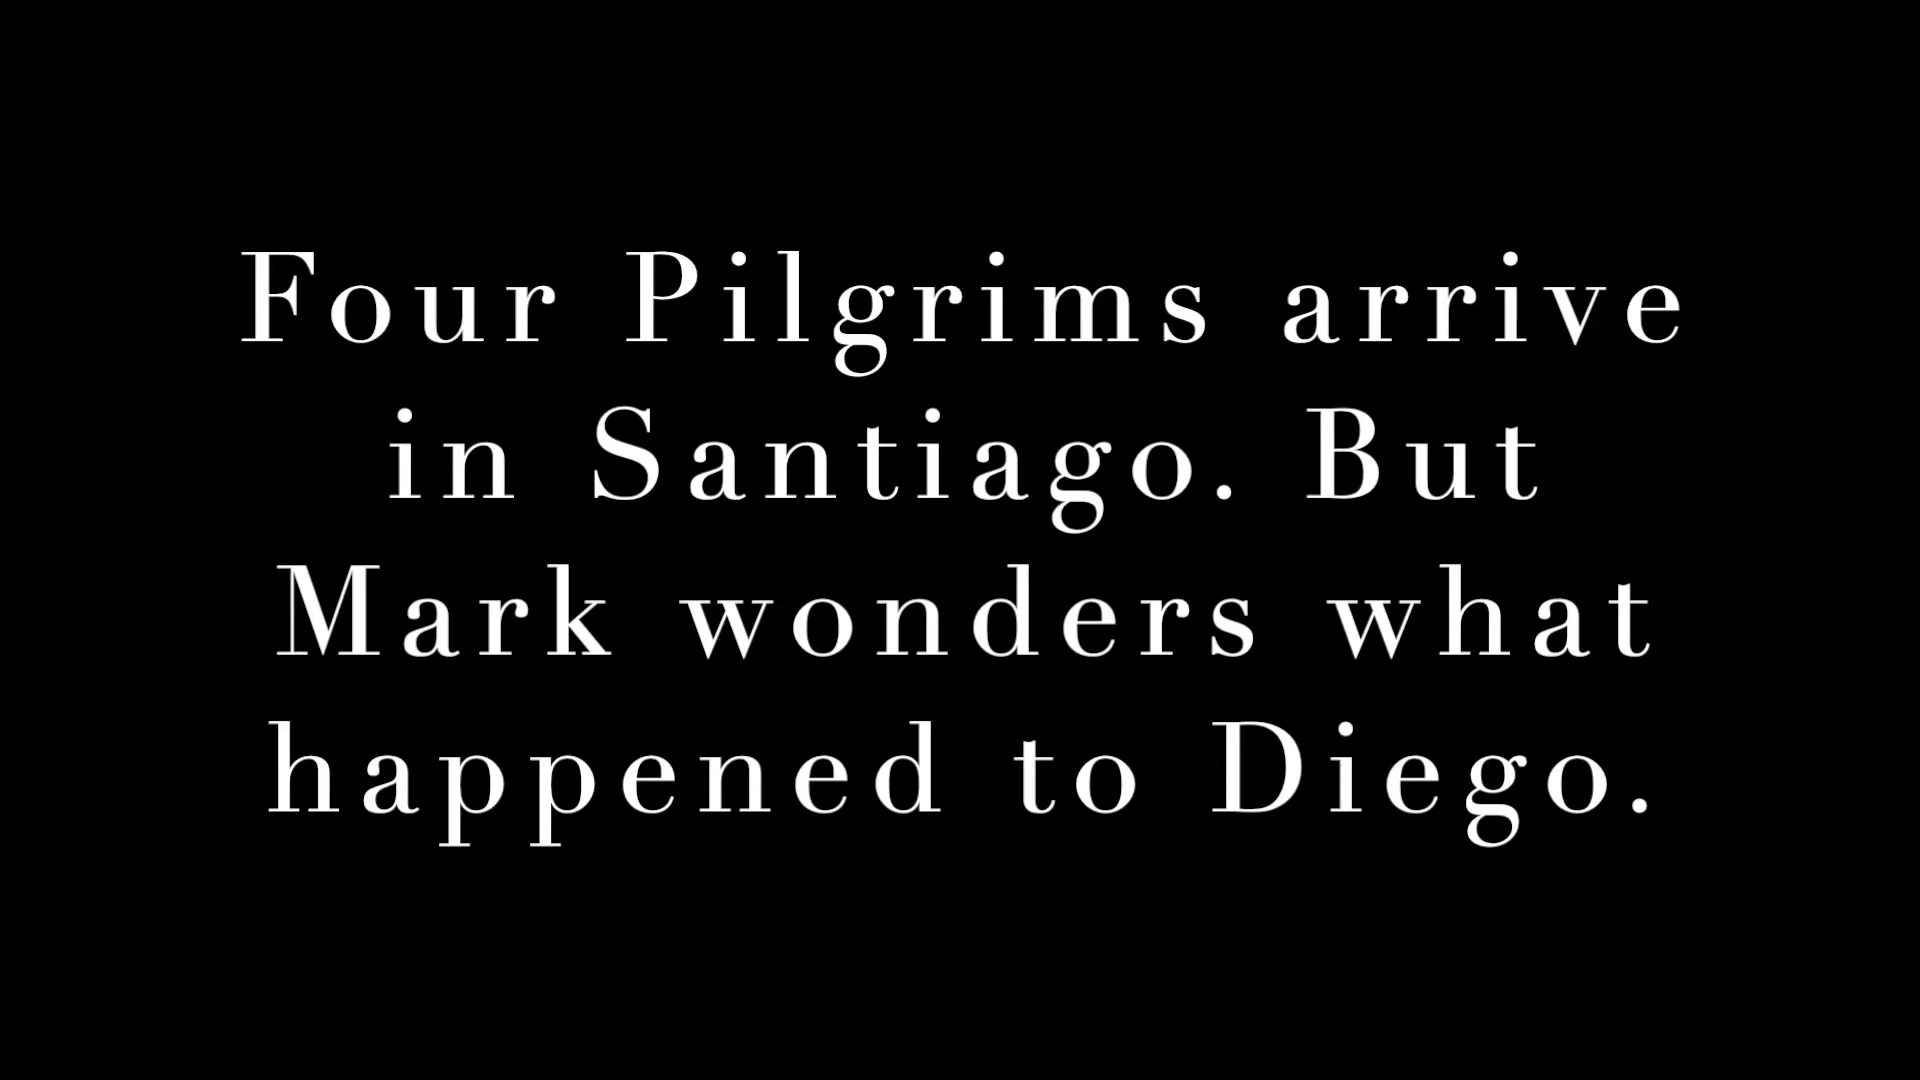 Four Pilgrims arrive
in Santiago. But
Mark wonders what
happened to Diego.